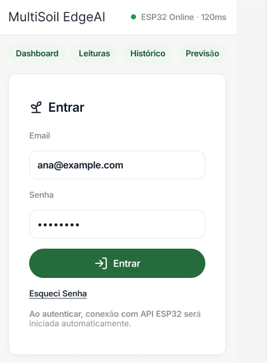 MultiSoil EdgeAI
ESP32 Online · 120ms
Dashboard Leituras Histórico Previsão
Entrar
Email
ana@example.com
Senha
••••••••
Entrar
Esqueci Senha
Ao autenticar, conexão com API ESP32 será
iniciada automaticamente.